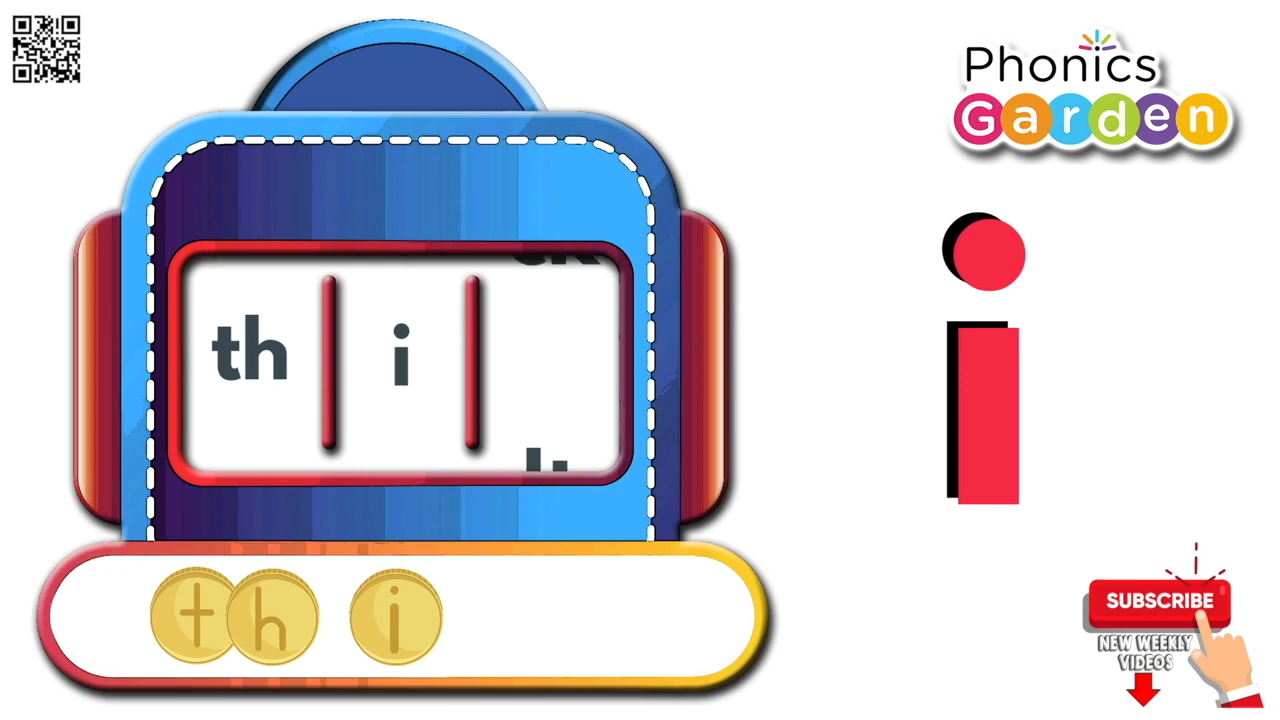 Phonics
Garden
i
th i
t h i
SUBSCRIBE
NEW WEEKLY
VIDEOS